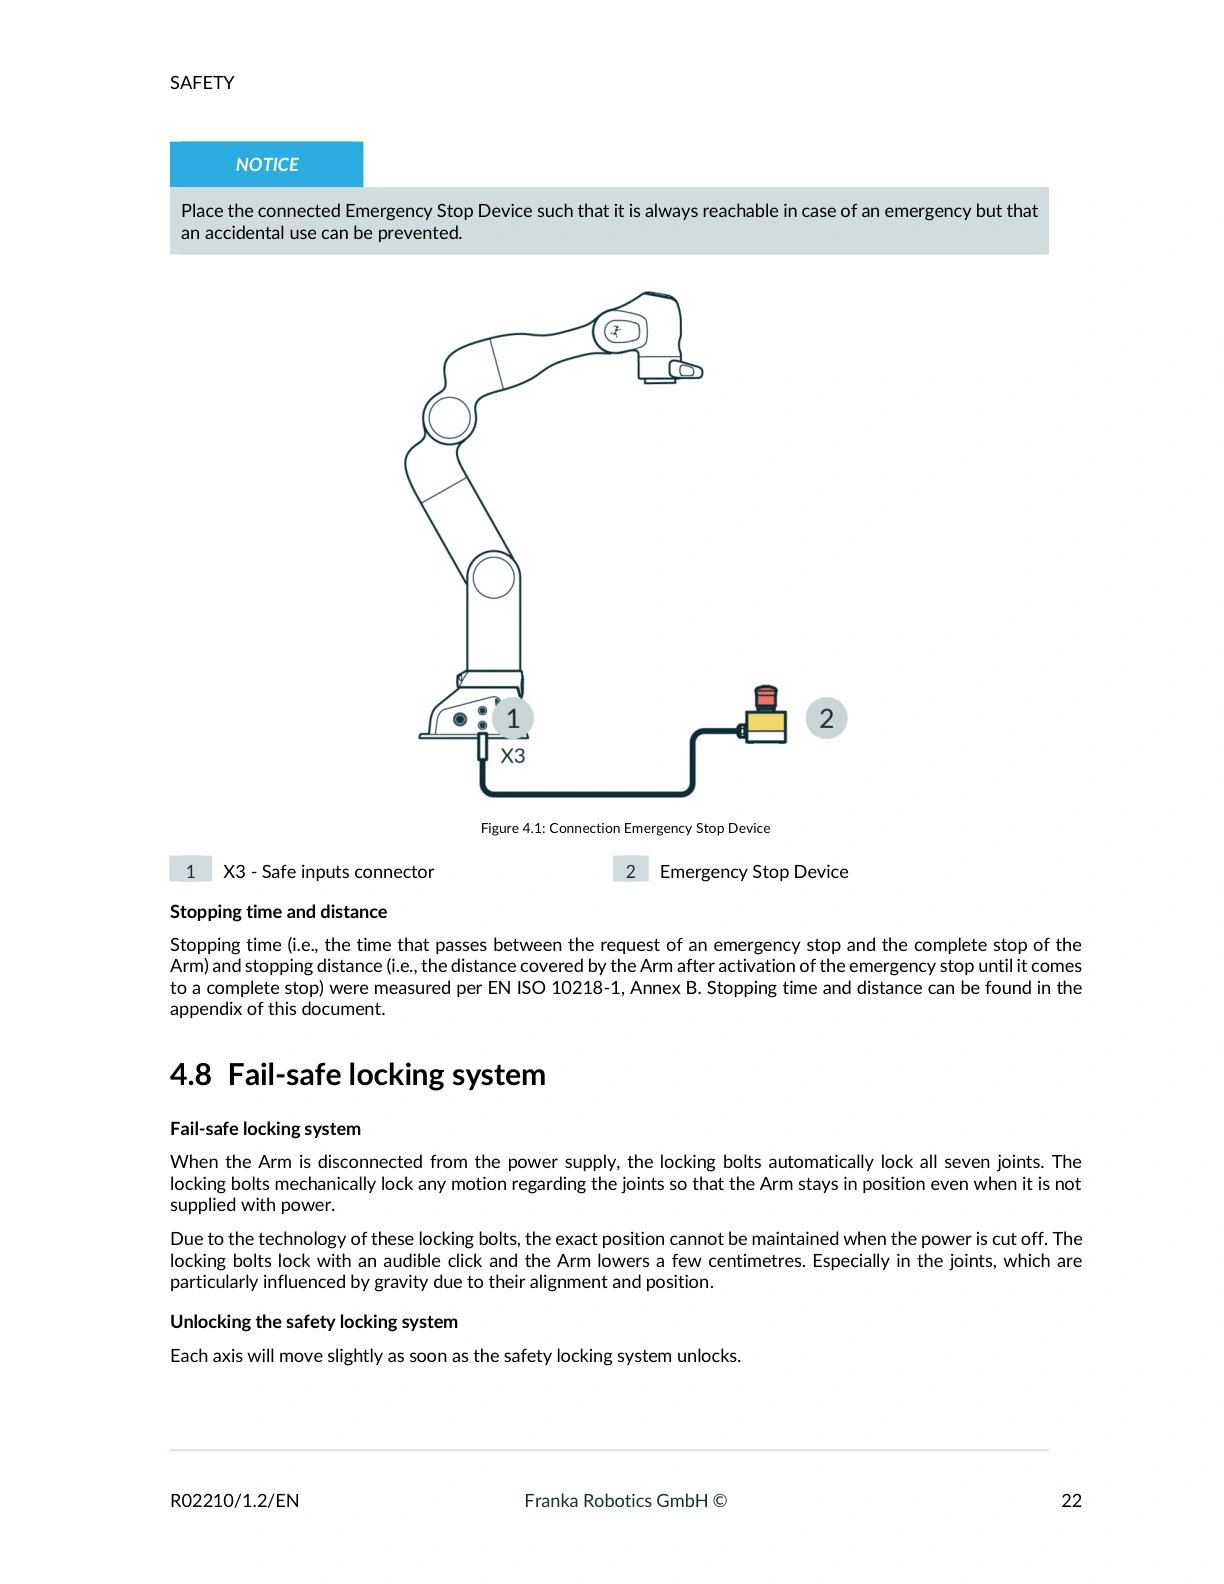 SAFETY
NOTICE
Place the connected Emergency Stop Device such that it is always reachable in case of an emergency but that
an accidental use can be prevented.
1
2
X3
Figure 4.1: Connection Emergency Stop Device
1 X3 - Safe inputs connector 2 Emergency Stop Device
Stopping time and distance
Stopping time (i.e., the time that passes between the request of an emergency stop and the complete stop of the
Arm) and stopping distance (i.e., the distance covered by the Arm after activation of the emergency stop until it comes
to a complete stop) were measured per EN ISO 10218-1, Annex B. Stopping time and distance can be found in the
appendix of this document.
4.8 Fail-safe locking system
Fail-safe locking system
When the Arm is disconnected from the power supply, the locking bolts automatically lock all seven joints. The
locking bolts mechanically lock any motion regarding the joints so that the Arm stays in position even when it is not
supplied with power.
Due to the technology of these locking bolts, the exact position cannot be maintained when the power is cut off. The
locking bolts lock with an audible click and the Arm lowers a few centimetres. Especially in the joints, which are
particularly influenced by gravity due to their alignment and position.
Unlocking the safety locking system
Each axis will move slightly as soon as the safety locking system unlocks.
R02210/1.2/EN Franka Robotics GmbH © 22